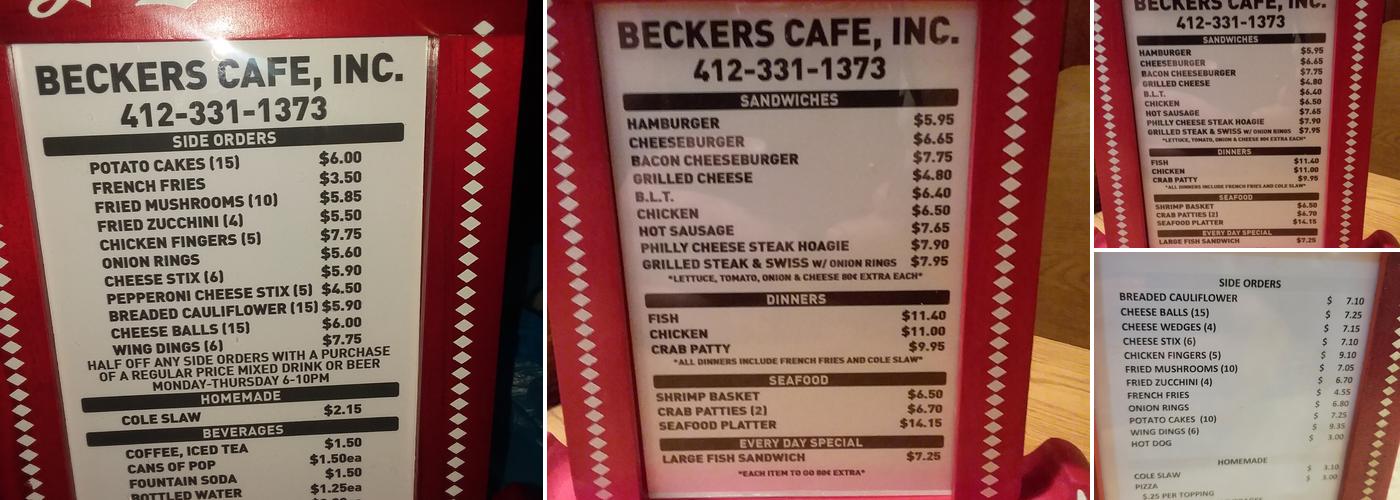 BECKERS CAFE, INC.
412-331-1373
SIDE ORDERS
POTATO CAKES (15) $6.00
FRENCH FRIES $3.50
FRIED MUSHROOMS (10) $5.85
FRIED ZUCCHINI (4) $5.50
CHICKEN FINGERS (5) $7.75
ONION RINGS $5.60
CHEESE STIX (6) $5.90
PEPPERONI CHEESE STIX (5) $4.50
BREADED CAULIFLOWER (15) $5.90
CHEESE BALLS (15) $6.00
WING DINGS (6) $7.75
HALF OFF ANY SIDE ORDERS WITH A PURCHASE
OF A REGULAR PRICE MIXED DRINK OR BEER
MONDAY-THURSDAY 6-10PM
HOMEMADE
COLE SLAW $2.15
BEVERAGES
COFFEE, ICED TEA $1.50
CANS OF POP $1.50ea
FOUNTAIN SODA $1.50
BOTTLED WATER $1.25ea
BECKERS CAFE, INC.
412-331-1373
SANDWICHES
HAMBURGER $5.95
CHEESEBURGER $6.65
BACON CHEESEBURGER $7.75
GRILLED CHEESE $4.80
B.L.T. $6.40
CHICKEN $6.50
HOT SAUSAGE $7.65
PHILLY CHEESE STEAK HOAGIE $7.90
GRILLED STEAK & SWISS W/ ONION RINGS $7.95
*LETTUCE, TOMATO, ONION & CHEESE 80¢ EXTRA EACH*
DINNERS
FISH $11.40
CHICKEN $11.00
CRAB PATTY $9.95
*ALL DINNERS INCLUDE FRENCH FRIES AND COLE SLAW*
SEAFOOD
SHRIMP BASKET $6.50
CRAB PATTIES (2) $6.70
SEAFOOD PLATTER $14.15
EVERY DAY SPECIAL
LARGE FISH SANDWICH $7.25
*EACH ITEM TO GO 80¢ EXTRA*
BECKERS CAFE, INC.
412-331-1373
SANDWICHES
HAMBURGER $5.95
CHEESEBURGER $6.65
BACON CHEESEBURGER $7.75
GRILLED CHEESE $4.80
B.L.T. $6.40
CHICKEN $6.50
HOT SAUSAGE $7.65
PHILLY CHEESE STEAK HOAGIE $7.90
GRILLED STEAK & SWISS W/ ONION RINGS $7.95
*LETTUCE, TOMATO, ONION & CHEESE 80¢ EXTRA EACH*
DINNERS
FISH $11.40
CHICKEN $11.00
CRAB PATTY $9.95
*ALL DINNERS INCLUDE FRENCH FRIES AND COLE SLAW*
SEAFOOD
SHRIMP BASKET $6.50
CRAB PATTIES (2) $6.70
SEAFOOD PLATTER $14.15
EVERY DAY SPECIAL
LARGE FISH SANDWICH $7.25
SIDE ORDERS
BREADED CAULIFLOWER $ 7.10
CHEESE BALLS (15) $ 7.25
CHEESE WEDGES (4) $ 7.15
CHEESE STIX (6) $ 7.10
CHICKEN FINGERS (5) $ 9.10
FRIED MUSHROOMS (10) $ 7.05
FRIED ZUCCHINI (4) $ 6.70
FRENCH FRIES $ 4.55
ONION RINGS $ 6.80
POTATO CAKES (10) $ 7.25
WING DINGS (6) $ 9.35
HOT DOG $ 3.00
HOMEMADE
COLE SLAW $ 3.10
PIZZA $ 3.00
$.25 PER TOPPING